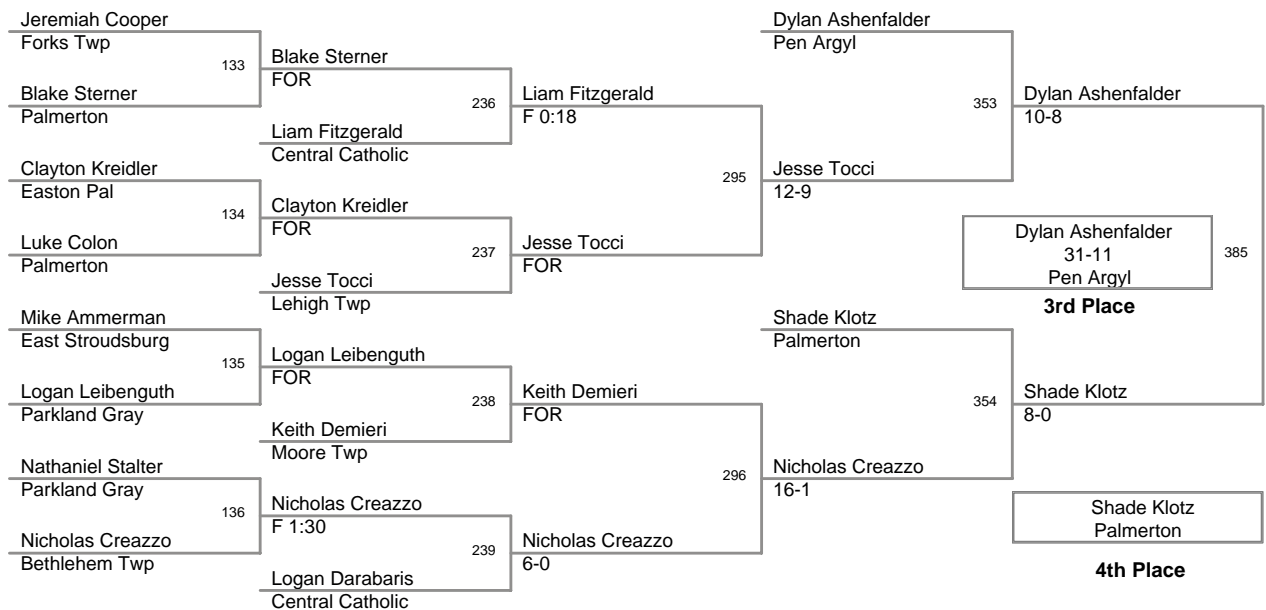 Jeremiah Cooper
Forks Twp
133
Blake Sterner
Palmerton
Clayton Kreidler
Easton Pal
134
Luke Colon
Palmerton
Mike Ammerman
East Stroudsburg
135
Logan Leibenguth
Parkland Gray
Nathaniel Stalter
Parkland Gray
136
Nicholas Creazzo
Bethlehem Twp
Blake Sterner
FOR
236
Liam Fitzgerald
Central Catholic
Clayton Kreidler
FOR
237
Jesse Tocci
Lehigh Twp
Logan Leibenguth
FOR
238
Keith Demieri
Moore Twp
Nicholas Creazzo
F 1:30
239
Logan Darabaris
Central Catholic
Liam Fitzgerald
F 0:18
295
Jesse Tocci
FOR
Keith Demieri
FOR
296
Nicholas Creazzo
6-0
Dylan Ashenfalder
Pen Argyl
353
Jesse Tocci
12-9
Shade Klotz
Palmerton
354
Nicholas Creazzo
16-1
Dylan Ashenfalder
10-8
385
Shade Klotz
8-0
Dylan Ashenfalder
31-11
Pen Argyl
3rd Place
Shade Klotz
Palmerton
4th Place